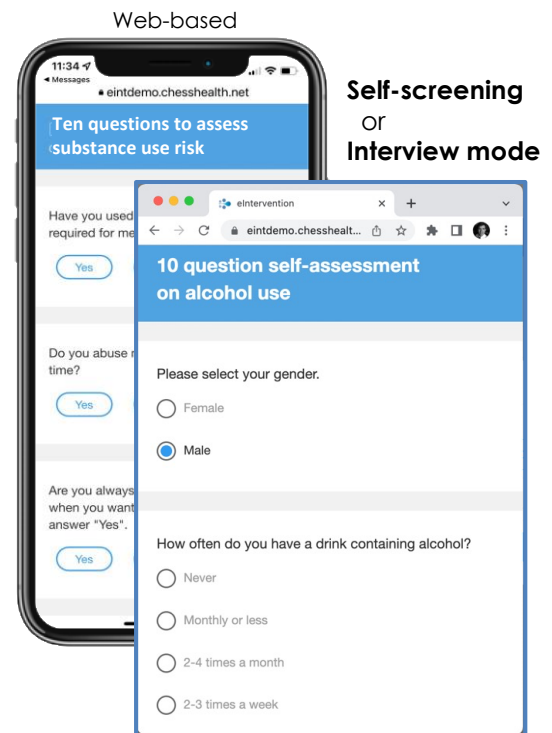 Web-based
11:34
Messages
eintdemo.chesshealth.net
Ten questions to assess
substance use risk
Have you used
required for me
Yes
Do you abuse
time?
Yes
Are you always
when you want
answer "Yes".
Yes
Self-screening
or
Interview mode
eIntervention
eintdemo.chesshealt...
10 question self-assessment
on alcohol use
Please select your gender.
Female
Male
How often do you have a drink containing alcohol?
Never
Monthly or less
2-4 times a month
2-3 times a week